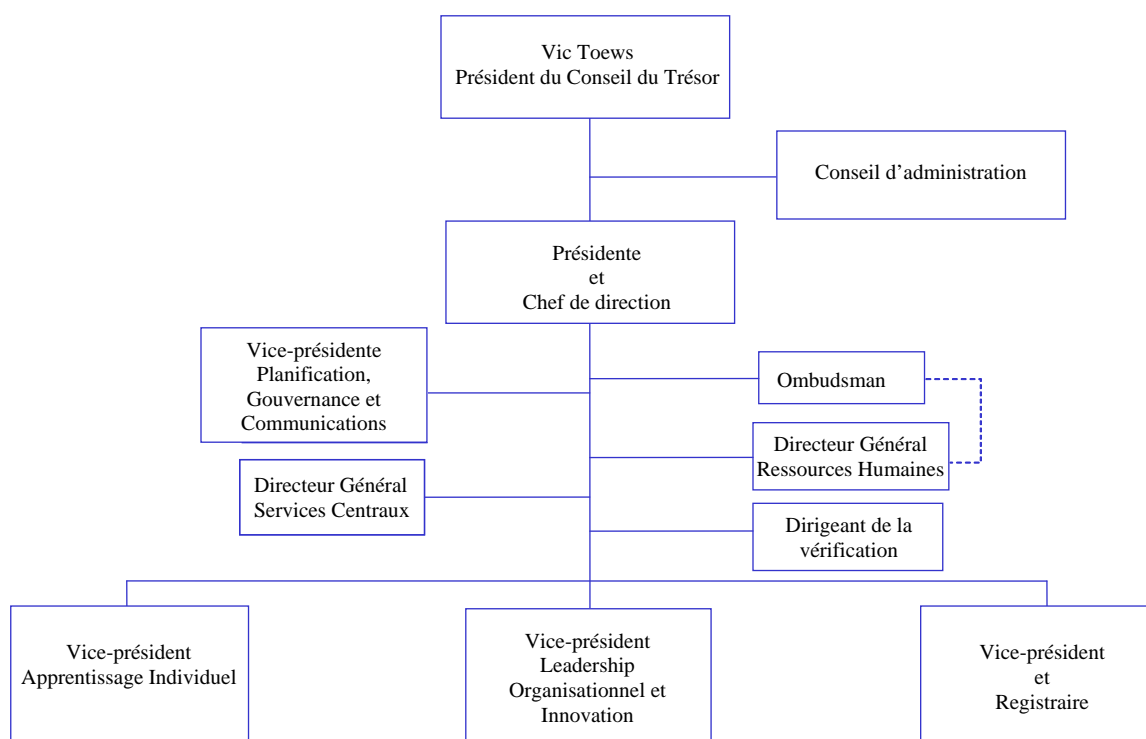 Vic Toews
Président du Conseil du Trésor
Conseil d’administration
Présidente
et
Chef de direction
Vice-présidente
Planification,
Gouvernance et
Communications
Ombudsman
Directeur Général
Ressources Humaines
Directeur Général
Services Centraux
Dirigeant de la
vérification
Vice-président
Apprentissage Individuel
Vice-président
Leadership
Organisationnel et
Innovation
Vice-président
et
Registraire